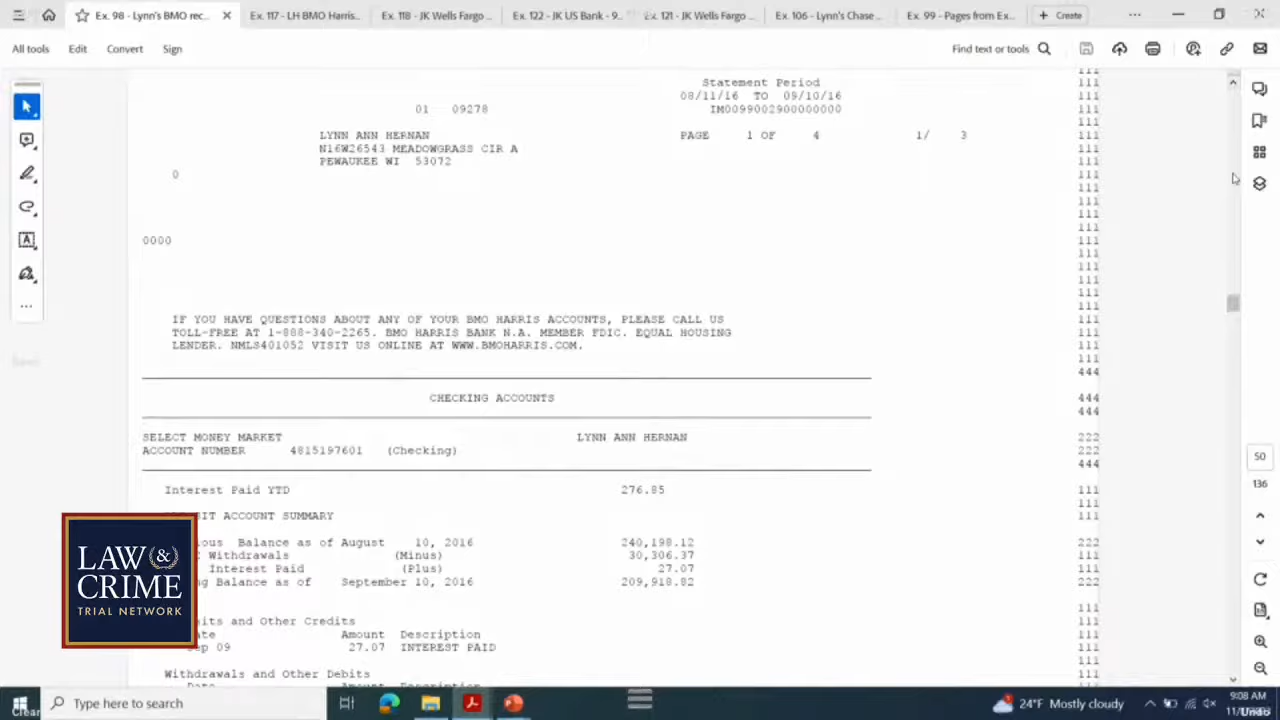 Ex. 98 - Lynn's BMO rec...
Ex. 117 - LH BMO Harris...
Ex. 118 - JK Wells Fargo ...
Ex. 122 - JK US Bank - 9...
Ex. 121 - JK Wells Fargo ...
Ex. 106 - Lynn's Chase ...
Ex. 99 - Pages from Ex...
+ Create
All tools Edit Convert Sign
Find text or tools
Statement Period
08/11/16 TO 09/10/16
01 09278 IM0099002900000000
LYNN ANN HERNAN PAGE 1 OF 4 1/ 3
N16W26543 MEADOWGRASS CIR A
PEWAUKEE WI 53072
0
0000
IF YOU HAVE QUESTIONS ABOUT ANY OF YOUR BMO HARRIS ACCOUNTS, PLEASE CALL US
TOLL-FREE AT 1-888-340-2265. BMO HARRIS BANK N.A. MEMBER FDIC. EQUAL HOUSING
LENDER. NMLS401052 VISIT US ONLINE AT WWW.BMOHARRIS.COM.
CHECKING ACCOUNTS
SELECT MONEY MARKET LYNN ANN HERNAN
ACCOUNT NUMBER 4815197601 (Checking)
Interest Paid YTD 276.85
ACCOUNT SUMMARY
Balance as of August 10, 2016 240,198.12
Withdrawals (Minus) 30,306.37
Interest Paid (Plus) 27.07
Balance as of September 10, 2016 209,918.82
and Other Credits
Amount Description
09 27.07 INTEREST PAID
Withdrawals and Other Debits
50
136
LAW &
CRIME
TRIAL NETWORK
Type here to search
24°F Mostly cloudy
9:08 AM